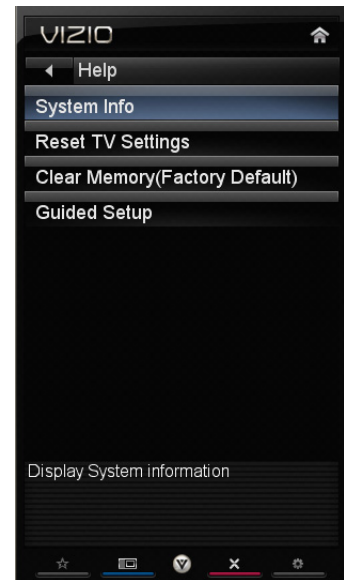 VIZIO
Help
System Info
Reset TV Settings
Clear Memory(Factory Default)
Guided Setup
Display System information